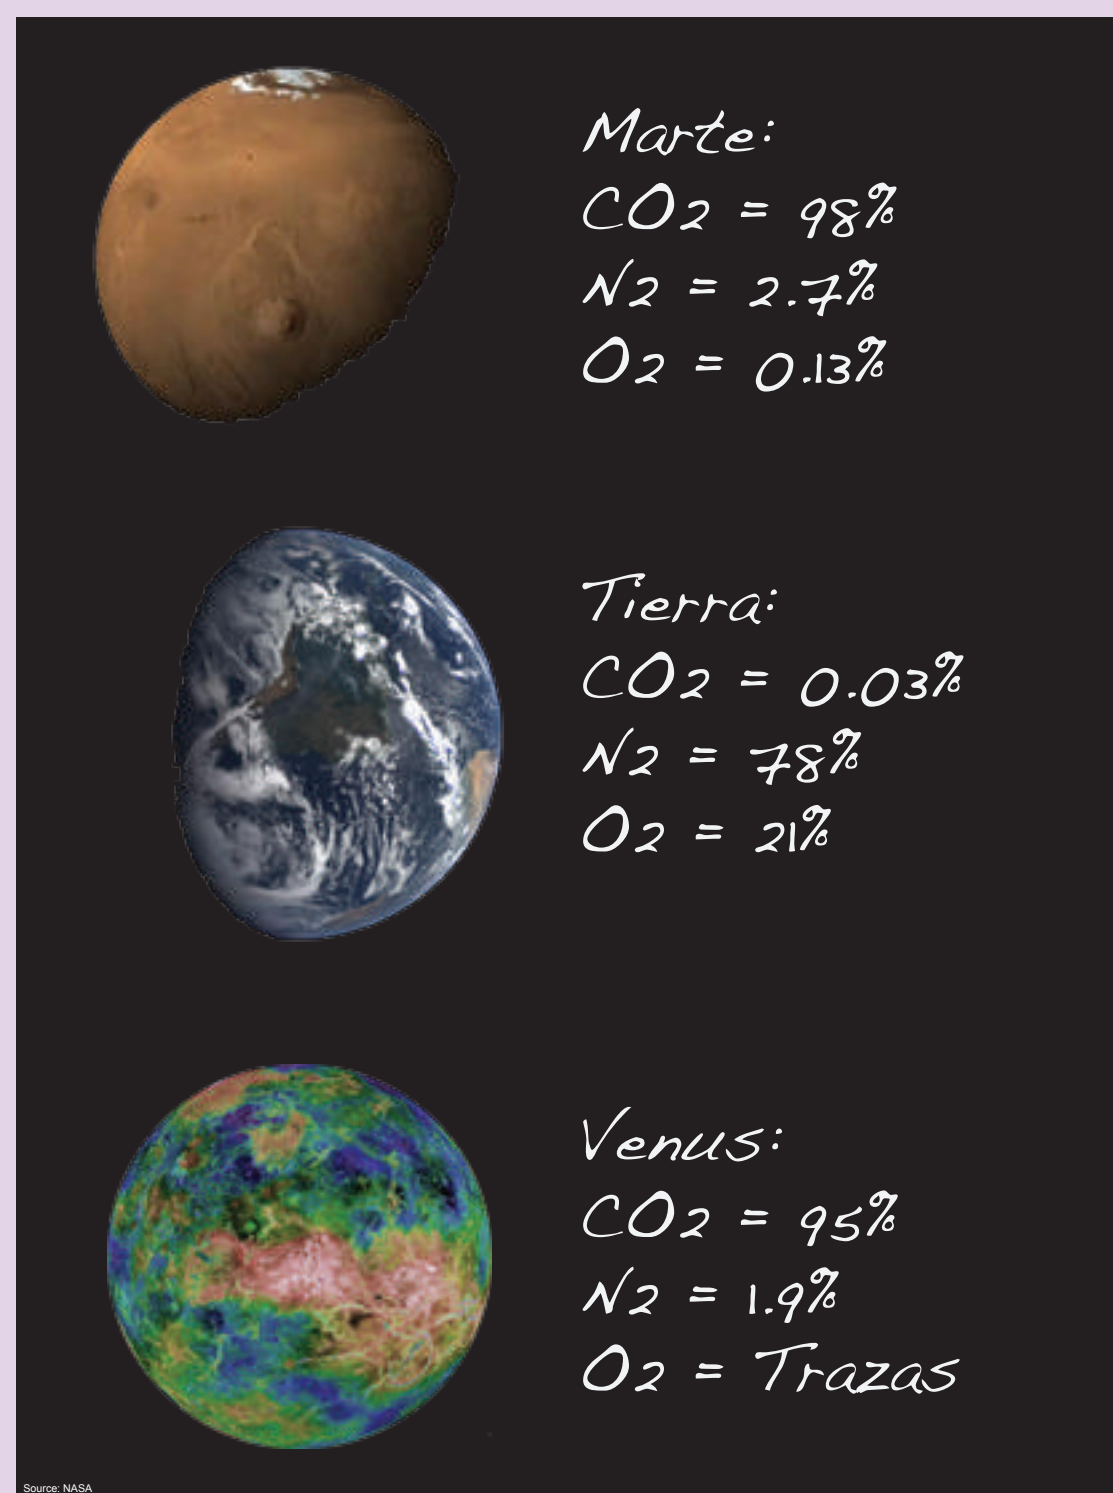 Marte:
CO2 = 98%
N2 = 2.7%
O2 = 0.13%
Tierra:
CO2 = 0.03%
N2 = 78%
O2 = 21%
Venus:
CO2 = 95%
N2 = 1.9%
O2 = Trazas
Source: NASA